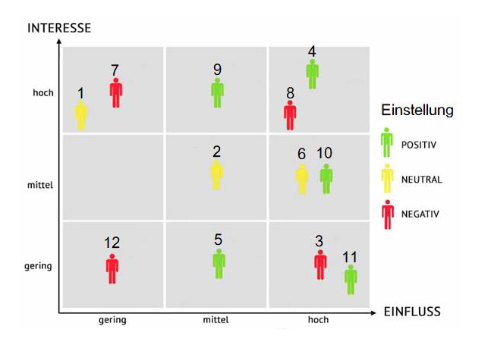 INTERESSE
4
7
9
hoch
1
8
Einstellung
POSITIV
2
6
10
mittel
NEUTRAL
NEGATIV
12
5
3
11
gering
EINFLUSS
gering
mittel
hoch